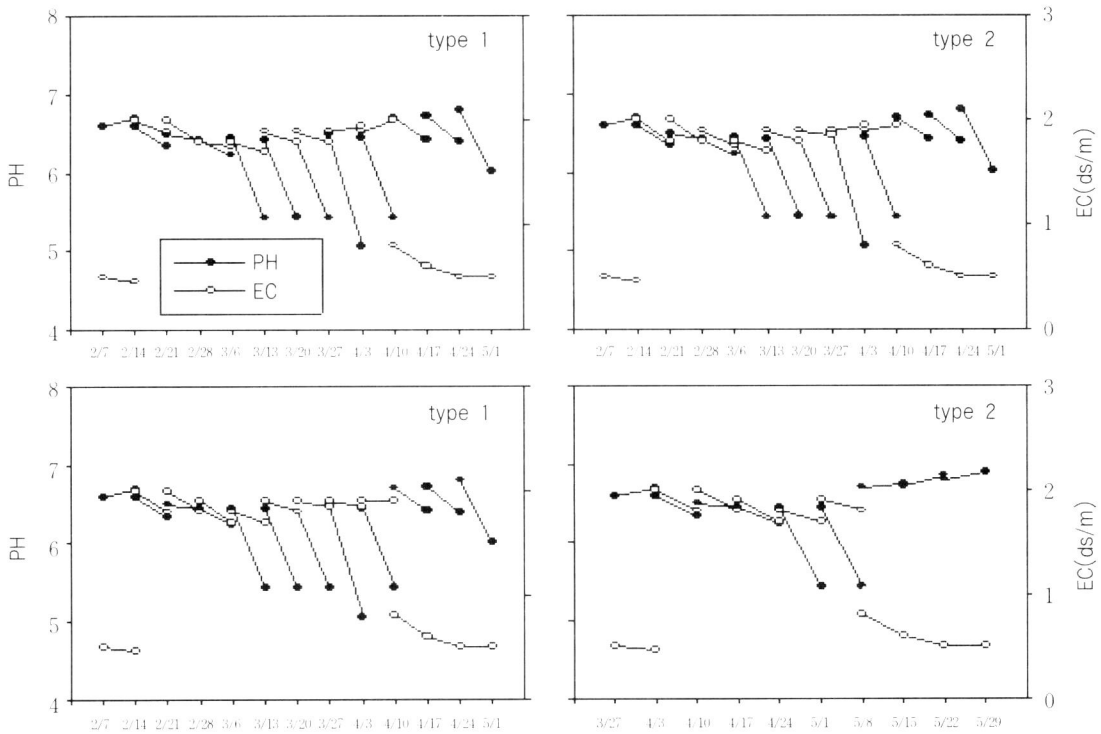 8 type 1 type 2 3
7 2
6
PH EC(ds/m)
5 PH 1
EC
4 0
2/7 2/14 2/21 2/28 3/6 3/13 3/20 3/27 4/3 4/10 4/17 4/24 5/1 2/7 2/14 2/21 2/28 3/6 3/13 3/20 3/27 4/3 4/10 4/17 4/24 5/1
8 type 1 type 2 3
7 2
6
PH EC(ds/m)
5 1
4 0
2/7 2/14 2/21 2/28 3/6 3/13 3/20 3/27 4/3 4/10 4/17 4/24 5/1 3/27 4/3 4/10 4/17 4/24 5/1 5/8 5/15 5/22 5/29